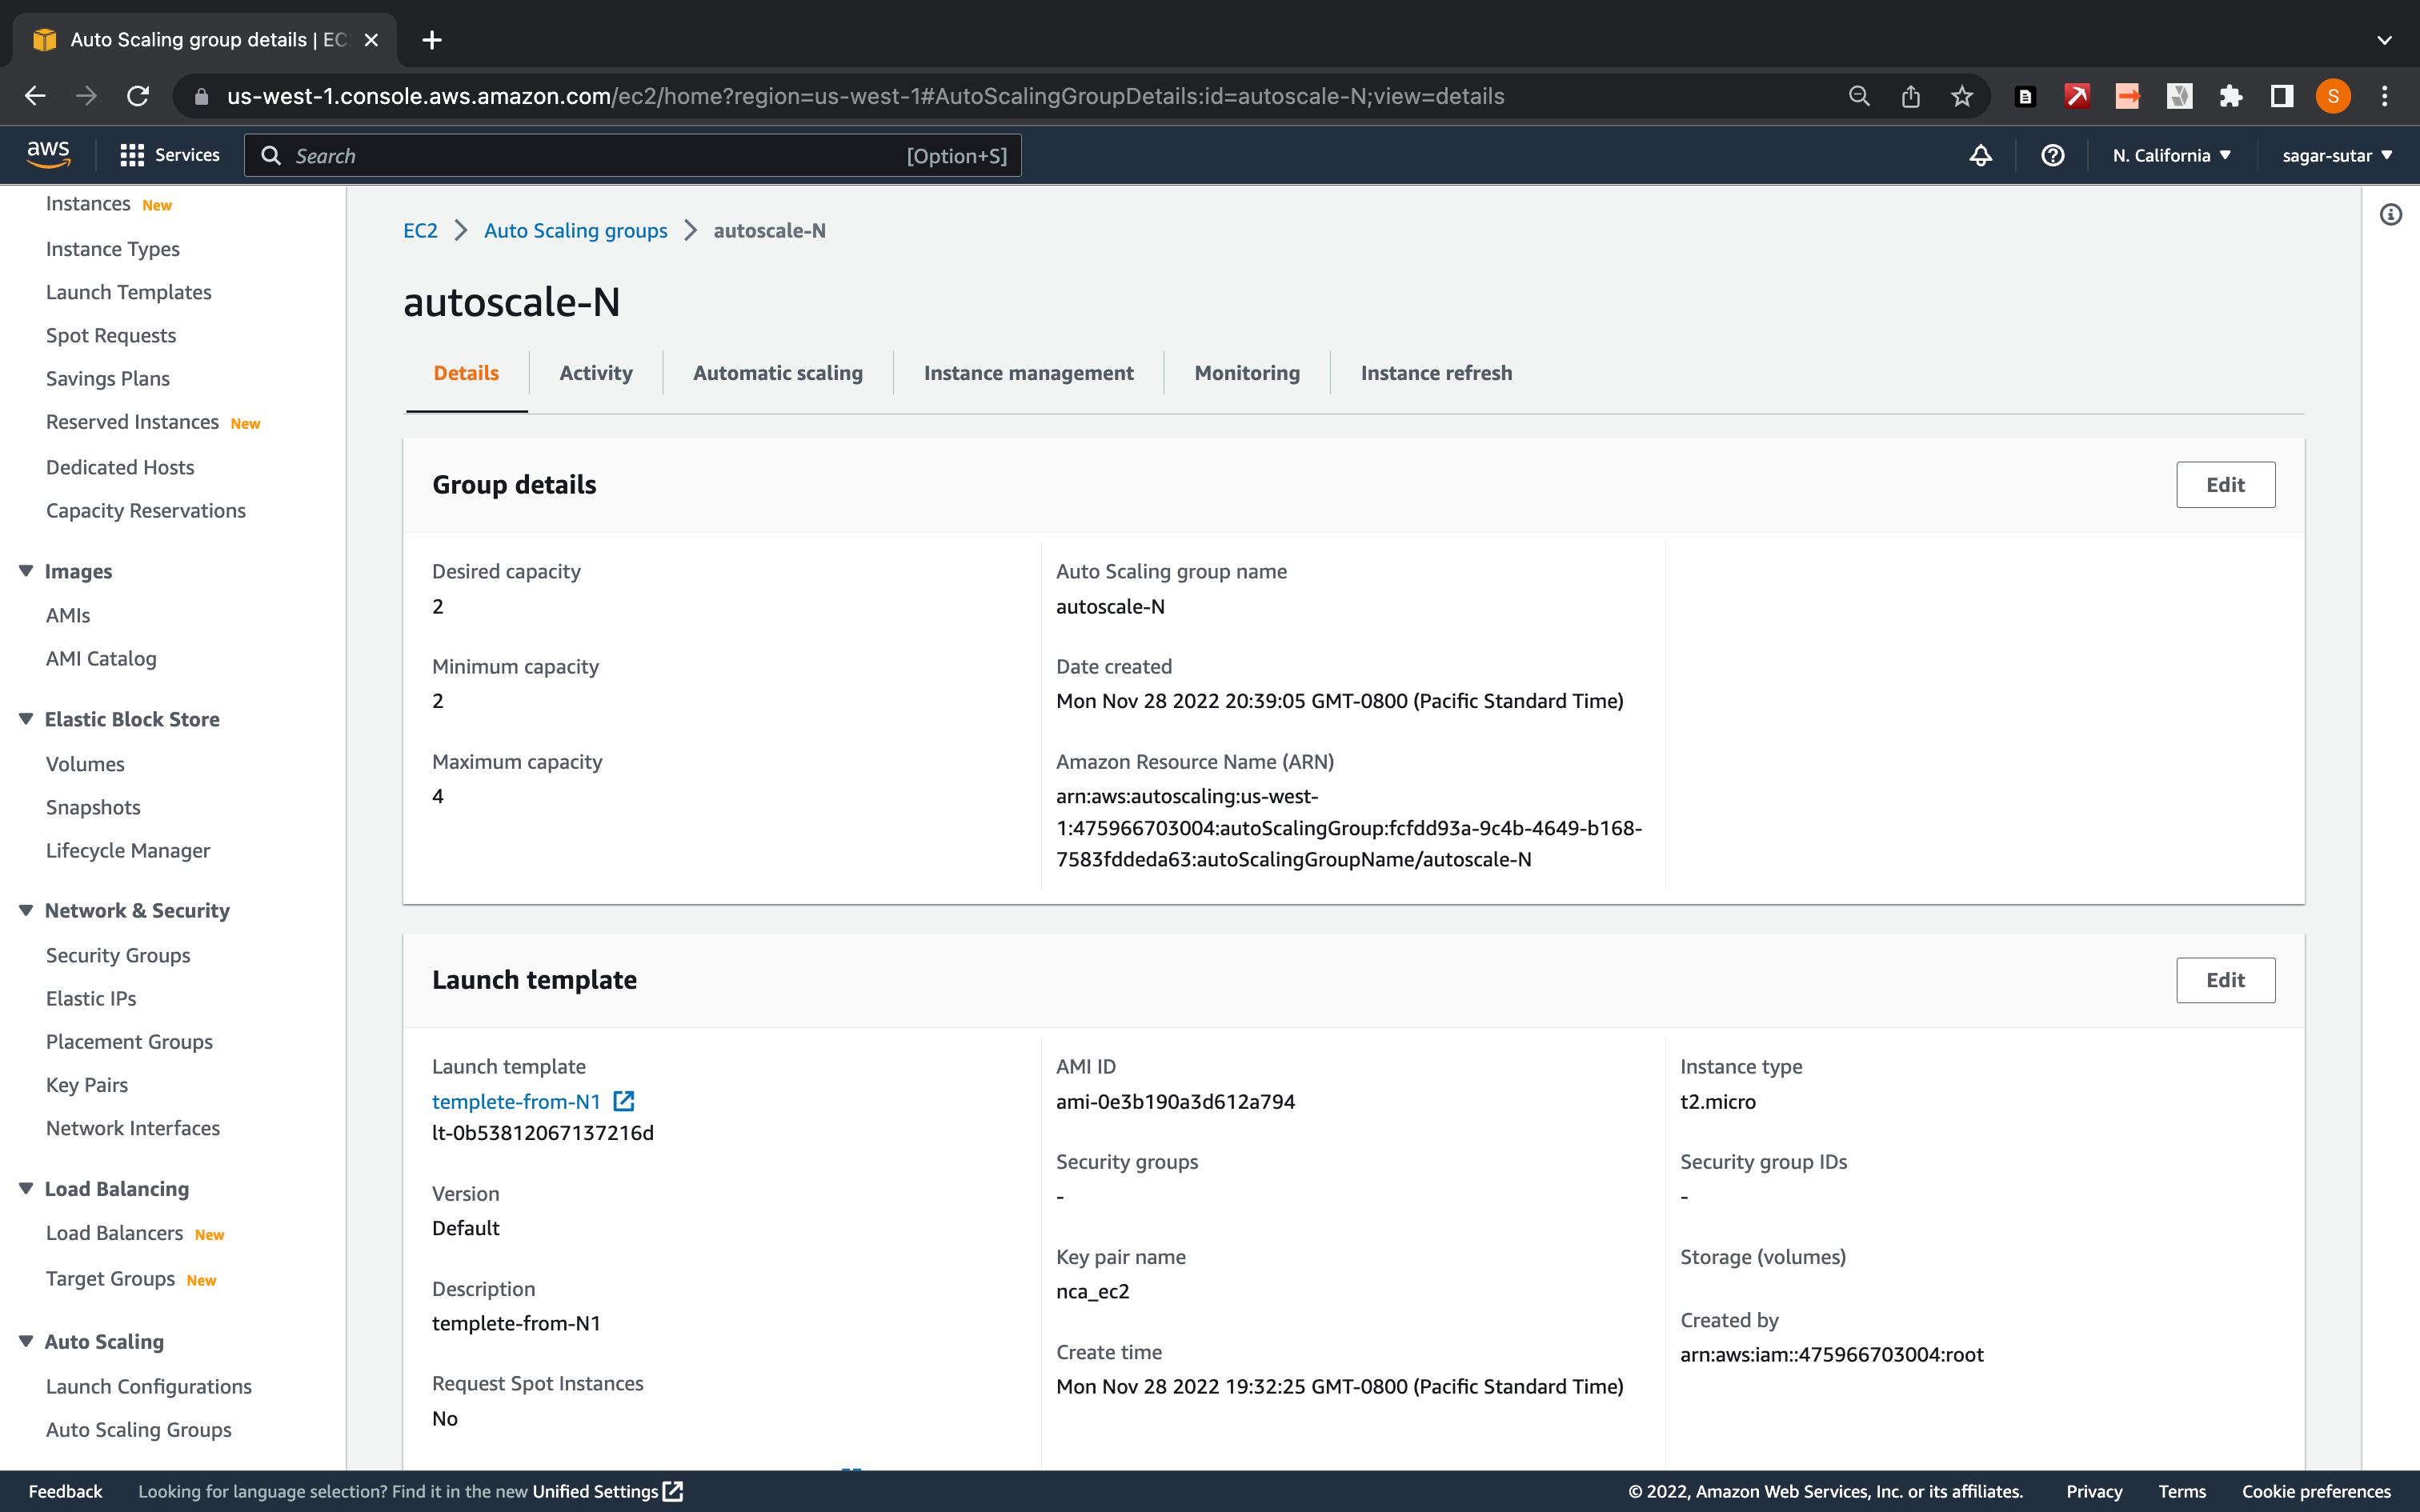 Auto Scaling group details | EC
us-west-1.console.aws.amazon.com/ec2/home?region=us-west-1#AutoScalingGroupDetails:id=autoscale-N;view=details
S
aws
Services
Search
[Option+S]
N. California
sagar-sutar
Instances New
Instance Types
Launch Templates
Spot Requests
Savings Plans
Reserved Instances New
Dedicated Hosts
Capacity Reservations
Images
AMIs
AMI Catalog
Elastic Block Store
Volumes
Snapshots
Lifecycle Manager
Network & Security
Security Groups
Elastic IPs
Placement Groups
Key Pairs
Network Interfaces
Load Balancing
Load Balancers New
Target Groups New
Auto Scaling
Launch Configurations
Auto Scaling Groups
EC2 > Auto Scaling groups > autoscale-N
autoscale-N
Details
Activity
Automatic scaling
Instance management
Monitoring
Instance refresh
Group details
Edit
Desired capacity
2
Minimum capacity
2
Maximum capacity
4
Auto Scaling group name
autoscale-N
Date created
Mon Nov 28 2022 20:39:05 GMT-0800 (Pacific Standard Time)
Amazon Resource Name (ARN)
arn:aws:autoscaling:us-west-
1:475966703004:autoScalingGroup:fcfdd93a-9c4b-4649-b168-
7583fddeda63:autoScalingGroupName/autoscale-N
Launch template
Edit
Launch template
templete-from-N1
lt-0b53812067137216d
Version
Default
Description
templete-from-N1
Request Spot Instances
No
AMI ID
ami-0e3b190a3d612a794
Security groups
-
Key pair name
nca_ec2
Create time
Mon Nov 28 2022 19:32:25 GMT-0800 (Pacific Standard Time)
Instance type
t2.micro
Security group IDs
-
Storage (volumes)
Created by
arn:aws:iam::475966703004:root
Feedback
Looking for language selection? Find it in the new Unified Settings
© 2022, Amazon Web Services, Inc. or its affiliates.
Privacy
Terms
Cookie preferences